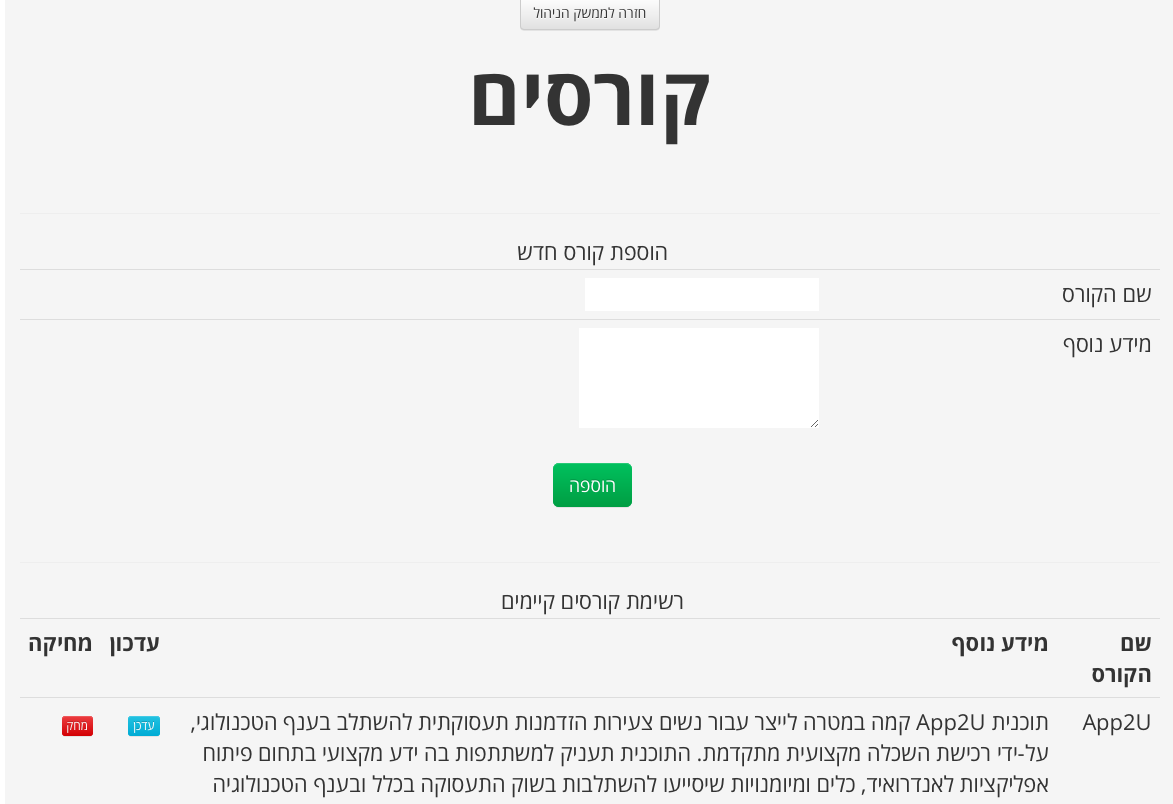 חזרה לממשק הניהול
קורסים
הוספת קורס חדש
שם הקורס
מידע נוסף
הוספה
רשימת קורסים קיימים
שם הקורס מידע נוסף עדכון מחיקה
App2U תוכנית App2U קמה במטרה לייצר עבור נשים צעירות הזדמנות תעסוקתית להשתלב בענף הטכנולוגי, עדכן מחק
על-ידי רכישת השכלה מקצועית מתקדמת. התוכנית תעניק למשתתפות בה ידע מקצועי בתחום פיתוח
אפליקציות לאנדרואיד, כלים ומיומנויות שיסייעו להשתלבות בשוק התעסוקה בכלל ובענף הטכנולוגיה